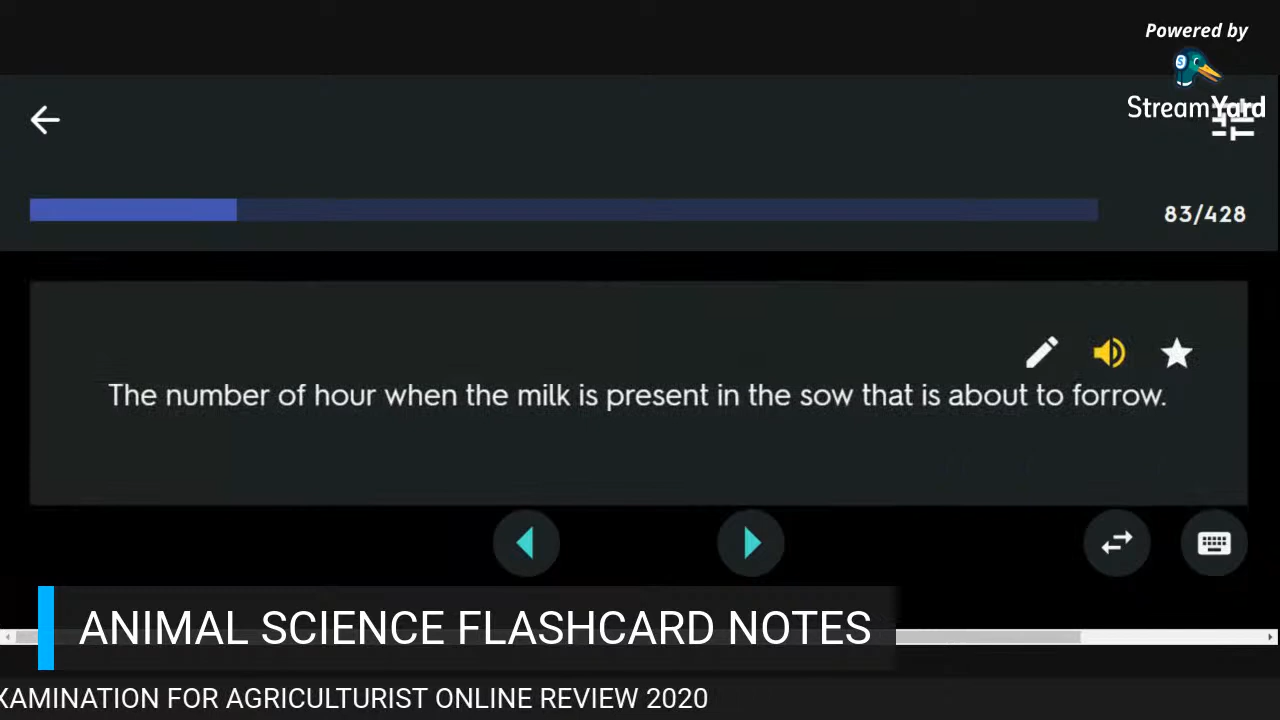 Powered by
StreamYard
83/428
The number of hour when the milk is present in the sow that is about to forrow.
ANIMAL SCIENCE FLASHCARD NOTES
XAMINATION FOR AGRICULTURIST ONLINE REVIEW 2020